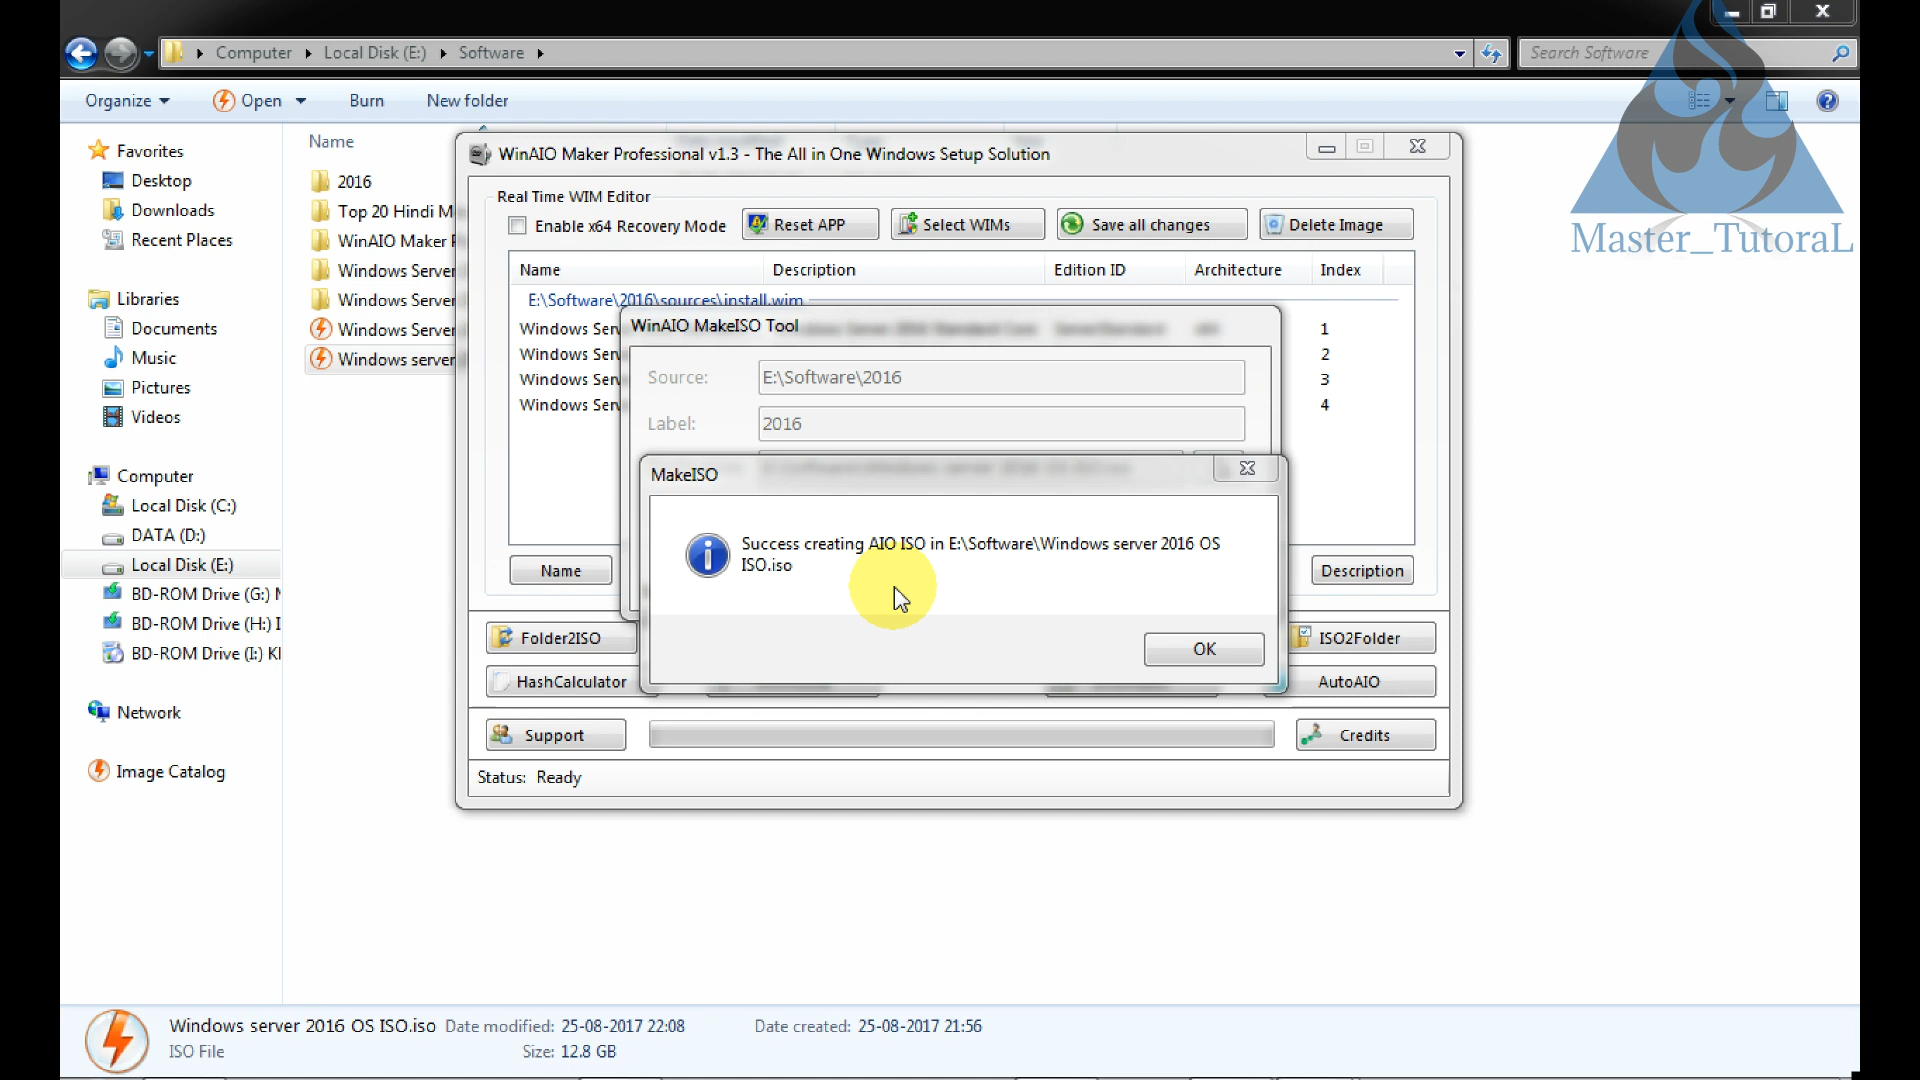 Computer Local Disk (E:) Software
Search Software
Organize Open Burn New folder
Master_TutoraL
Favorites
Desktop
Downloads
Recent Places
Libraries
Documents
Music
Pictures
Videos
Computer
Local Disk (C:)
DATA (D:)
Local Disk (E:)
BD-ROM Drive (G:)
BD-ROM Drive (H:)
BD-ROM Drive (I:)
Network
Image Catalog
Name
2016
Top 20 Hindi
WinAIO Maker
Windows Server
Windows Server
Windows Server
Windows server
WinAIO Maker Professional v1.3 - The All in One Windows Setup Solution
Real Time WIM Editor
Enable x64 Recovery Mode Reset APP Select WIMs Save all changes Delete Image
Name Description Edition ID Architecture Index
E:\Software\2016\sources\install.wim
Windows 1
Windows 2
Windows 3
Windows 4
WinAIO MakeISO Tool
Source: E:\Software\2016
Label: 2016
MakeISO
Success creating AIO ISO in E:\Software\Windows server 2016 OS
ISO.iso
OK
Name Description
Folder2ISO ISO2Folder
HashCalculator AutoAIO
Support Credits
Status: Ready
Windows server 2016 OS ISO.iso Date modified: 25-08-2017 22:08 Date created: 25-08-2017 21:56
ISO File Size: 12.8 GB